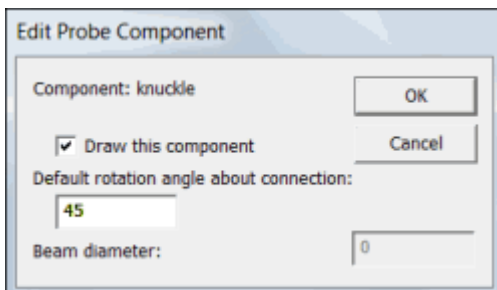 Edit Probe Component
Component: knuckle
OK
Draw this component
Cancel
Default rotation angle about connection:
45
Beam diameter:
0